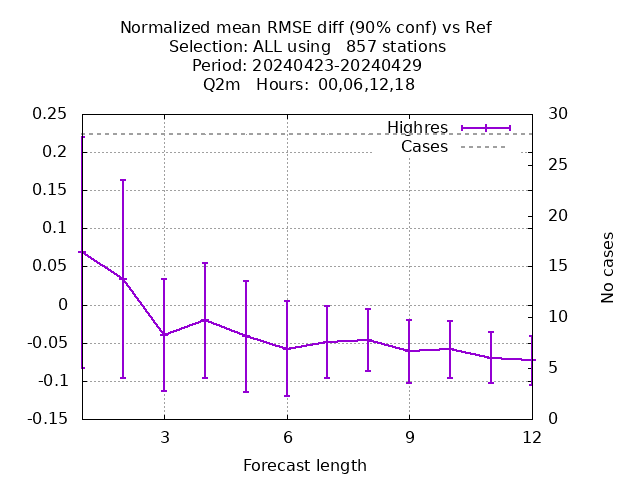 Normalized mean RMSE diff (90% conf) vs Ref
Selection: ALL using   857 stations
Period: 20240423-20240429
Q2m   Hours:  00,06,12,18
0.25
0.2
0.15
0.1
0.05
0
-0.05
-0.1
-0.15
30
25
20
15
10
5
0
Highres
Cases
No cases
3
6
9
12
Forecast length